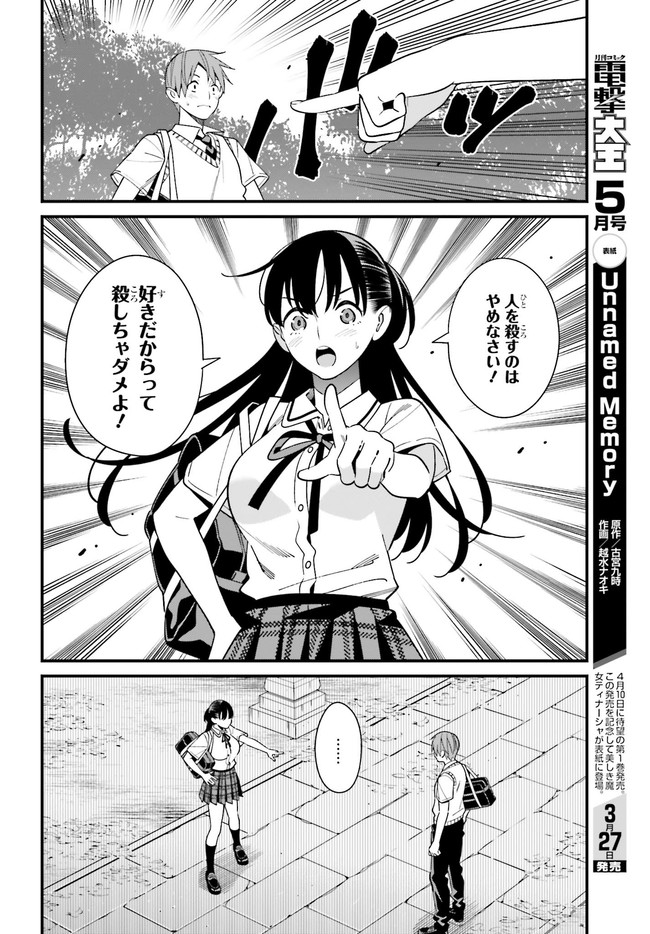 ビシッ
人を殺すのは
やめなさい!
好きだからって
殺しちゃダメよ!
………
月刊コミック
電撃大王
5月号
表紙
Unnamed Memory
原作/古宮九時
作画/越水ナオキ
4月10日に待望の第1巻発売。
この発売を記念して美しき魔
女ティナーシャが表紙に登場。
3月27日発売